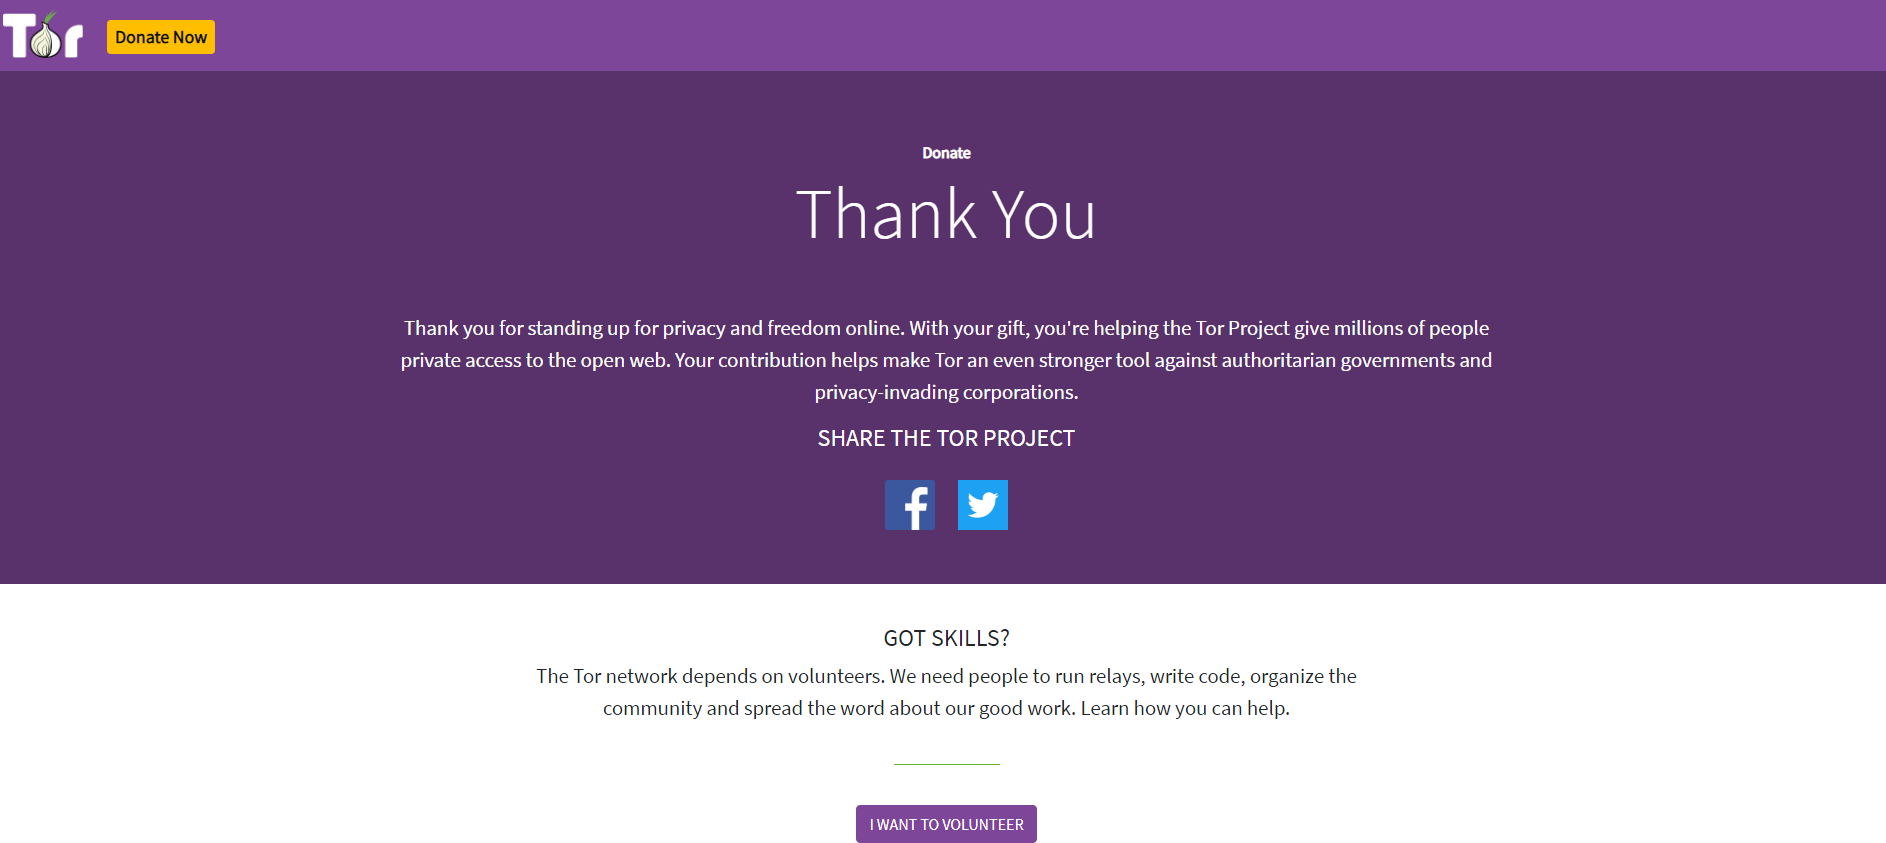 Tor
Donate Now
Donate
Thank You
Thank you for standing up for privacy and freedom online. With your gift, you're helping the Tor Project give millions of people
private access to the open web. Your contribution helps make Tor an even stronger tool against authoritarian governments and
privacy-invading corporations.
SHARE THE TOR PROJECT
GOT SKILLS?
The Tor network depends on volunteers. We need people to run relays, write code, organize the
community and spread the word about our good work. Learn how you can help.
I WANT TO VOLUNTEER